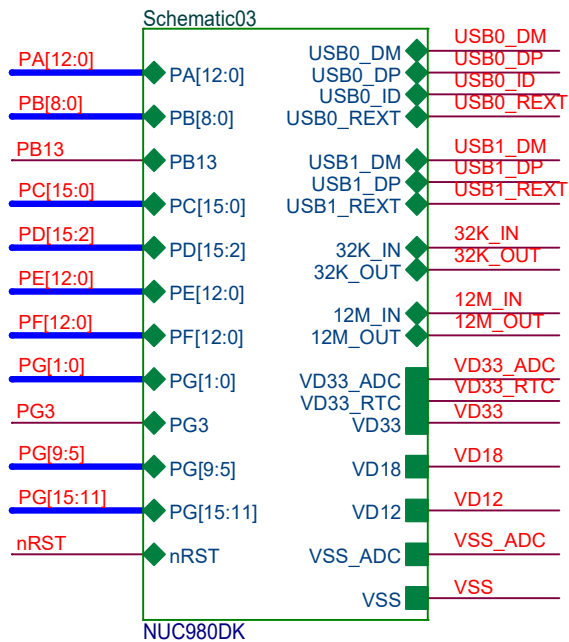 Schematic03
PA[12:0] PA[12:0] USB0_DM USB0_DM
USB0_DP USB0_DP
USB0_ID USB0_ID
PB[8:0] PB[8:0] USB0_REXT USB0_REXT
PB13 PB13 USB1_DM USB1_DM
USB1_DP USB1_DP
PC[15:0] PC[15:0] USB1_REXT USB1_REXT
PD[15:2] PD[15:2] 32K_IN 32K_IN
32K_OUT 32K_OUT
PE[12:0] PE[12:0]
12M_IN 12M_IN
PF[12:0] PF[12:0] 12M_OUT 12M_OUT
PG[1:0] PG[1:0] VD33_ADC VD33_ADC
VD33_RTC VD33_RTC
PG3 PG3 VD33 VD33
PG[9:5] PG[9:5] VD18 VD18
PG[15:11] PG[15:11] VD12 VD12
nRST nRST VSS_ADC VSS_ADC
VSS VSS
NUC980DK